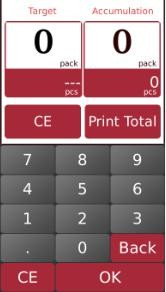 Target Accumulation
0 0
pack pack
--- 0
pcs pcs
CE Print Total
7 8 9
4 5 6
1 2 3
. 0 Back
CE OK